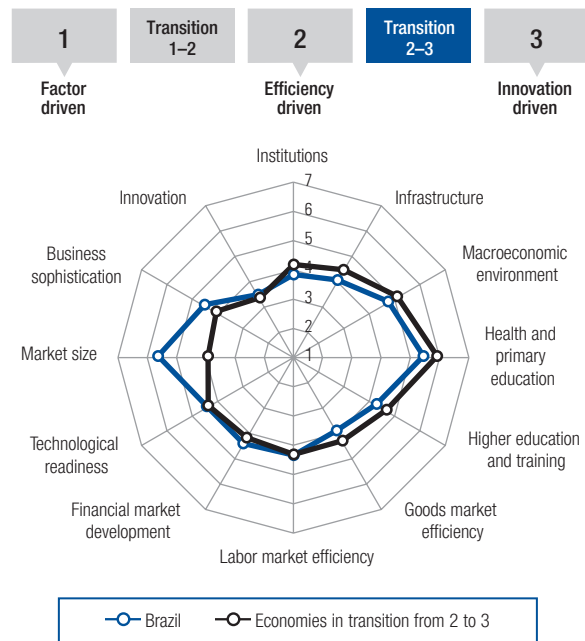 1
Transition
1–2
2
Transition
2–3
3
Factor
driven
Efficiency
driven
Innovation
driven
Institutions
Innovation
Infrastructure
Business
sophistication
Macroeconomic
environment
Market size
Health and
primary
education
Technological
readiness
Higher education
and training
Financial market
development
Goods market
efficiency
Labor market efficiency
7
6
5
4
3
2
1
Brazil
Economies in transition from 2 to 3